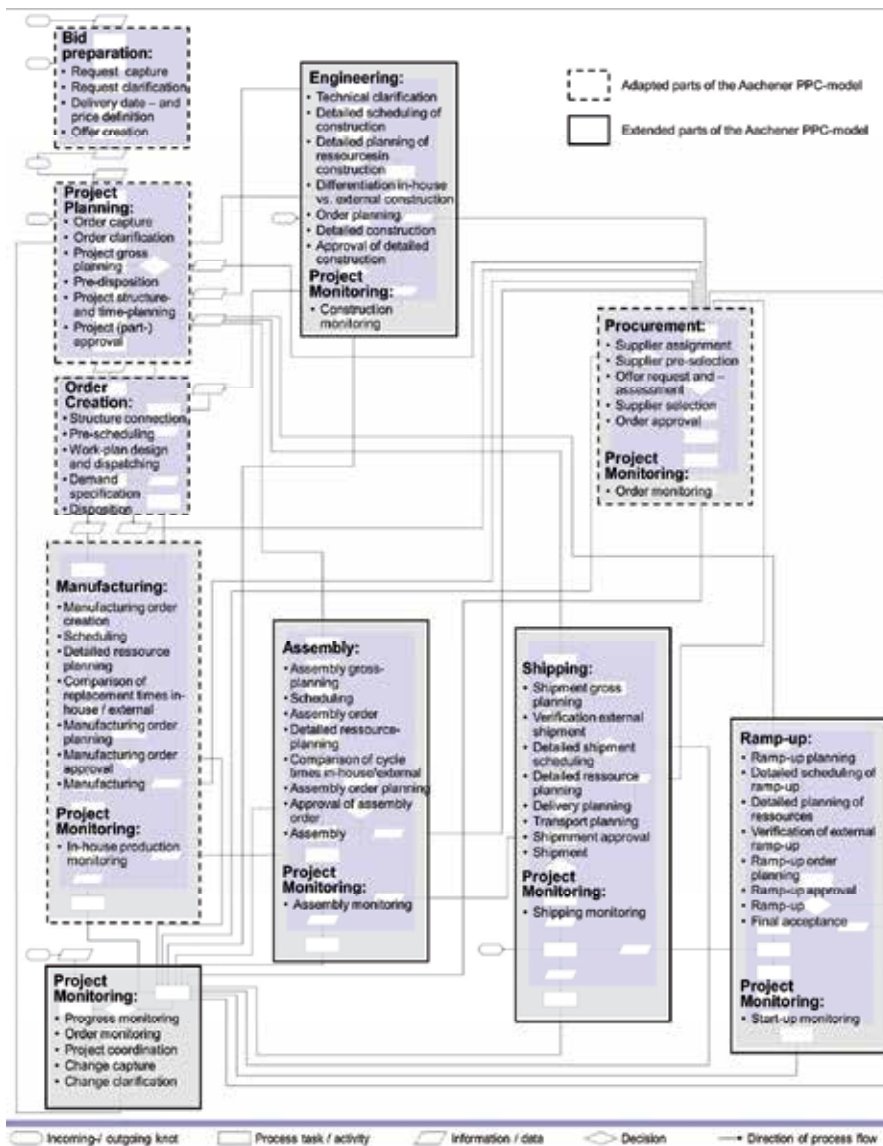 Bid
preparation:
• Request capture
• Request clarification
• Delivery date – and
price definition
• Offer creation
Project
Planning:
• Order capture
• Order clarification
• Project gross
planning
• Pre-disposition
• Project structure-
and time-planning
• Project (part-)
approval
Order
Creation:
• Structure connection
• Pre-scheduling
• Work-plan design
and dispatching
• Demand
specification
• Disposition
Manufacturing:
• Manufacturing order
creation
• Scheduling
• Detailed ressource
planning
• Comparison of
replacement times in-
house / external
• Manufacturing order
planning
• Manufacturing order
approval
• Manufacturing
Project
Monitoring:
• In-house production
monitoring
Project
Monitoring:
• Progress monitoring
• Order monitoring
• Project coordination
• Change capture
• Change clarification
Engineering:
• Technical clarification
• Detailed scheduling of
construction
• Detailed planning of
ressourcesin
construction
• Differentiation in-house
vs. external construction
• Order planning
• Detailed construction
• Approval of detailed
construction
Project
Monitoring:
• Construction
monitoring
Assembly:
• Assembly gross-
planning
• Scheduling
• Assembly order
• Detailed ressource-
planning
• Comparison of cycle
times in-house/external
• Assembly order planning
• Approval of assembly
order
• Assembly
Project
Monitoring:
• Assembly monitoring
Shipping:
• Shipment gross
planning
• Verification external
shipment
• Detailed shipment
scheduling
• Detailed ressource
planning
• Delivery planning
• Transport planning
• Shipmment approval
• Shipment
Project
Monitoring:
• Shipping monitoring
Adapted parts of the Aachener PPC-model
Extended parts of the Aachener PPC-model
Procurement:
• Supplier assignment
• Supplier pre-selection
• Offer request and –
assessment
• Supplier selection
• Order approval
Project
Monitoring:
• Order monitoring
Ramp-up:
• Ramp-up planning
• Detailed scheduling of
ramp-up
• Detailed planning of
ressources
• Verification of external
ramp-up
• Ramp-up order
planning
• Ramp-up approval
• Ramp-up
• Final acceptance
Project
Monitoring:
• Start-up monitoring
Incoming-/ outgoing knot
Process task / activity
Information / data
Decision
Direction of process flow